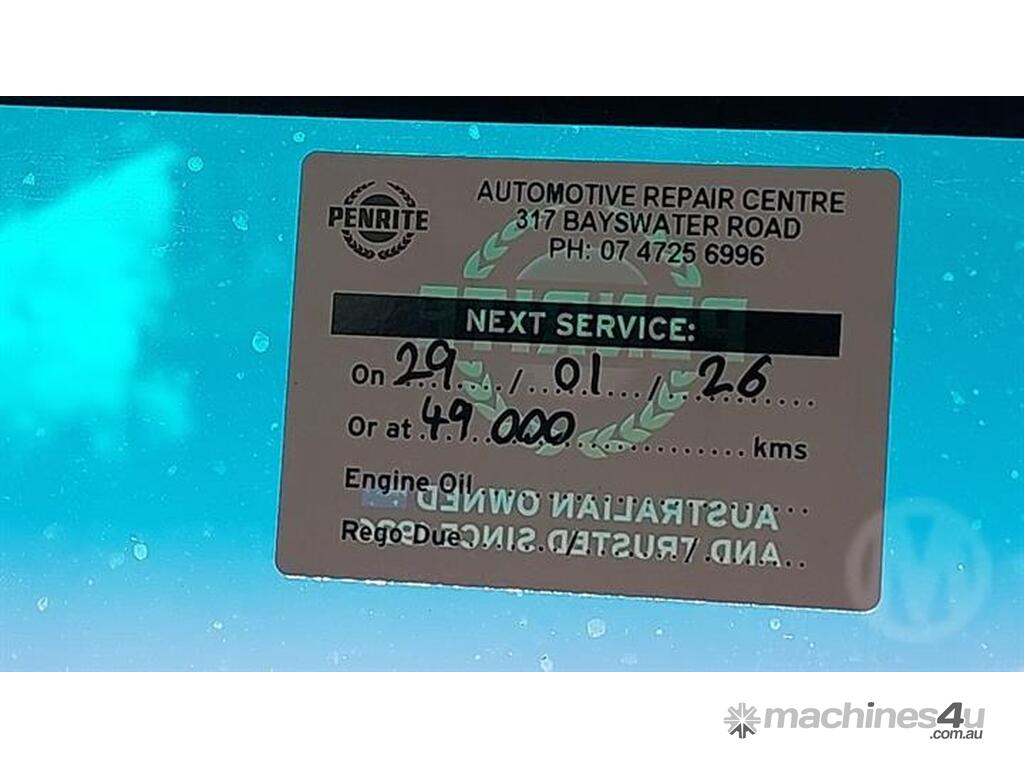 PENRITE
AUTOMOTIVE REPAIR CENTRE
317 BAYSWATER ROAD
PH: 07 4725 6996
PENRITE
NEXT SERVICE:
On 29 / 01 / 26
Or at 49 000 kms
Engine Oil
AUSTRALIAN OWNED
Rego Due / /
AND TRUSTED SINCE
machines4u
.com.au